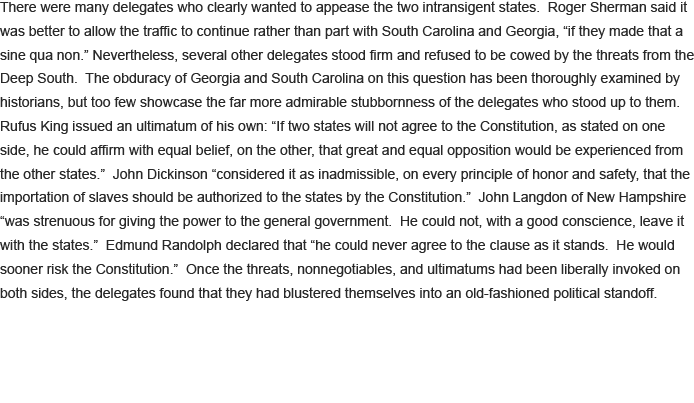 There were many delegates who clearly wanted to appease the two intransigent states.  Roger Sherman said it
was better to allow the traffic to continue rather than part with South Carolina and Georgia, “if they made that a
sine qua non.” Nevertheless, several other delegates stood firm and refused to be cowed by the threats from the
Deep South.  The obduracy of Georgia and South Carolina on this question has been thoroughly examined by
historians, but too few showcase the far more admirable stubbornness of the delegates who stood up to them.
Rufus King issued an ultimatum of his own: “If two states will not agree to the Constitution, as stated on one
side, he could affirm with equal belief, on the other, that great and equal opposition would be experienced from
the other states.”  John Dickinson “considered it as inadmissible, on every principle of honor and safety, that the
importation of slaves should be authorized to the states by the Constitution.”  John Langdon of New Hampshire
“was strenuous for giving the power to the general government.  He could not, with a good conscience, leave it
with the states.”  Edmund Randolph declared that “he could never agree to the clause as it stands.  He would
sooner risk the Constitution.”  Once the threats, nonnegotiables, and ultimatums had been liberally invoked on
both sides, the delegates found that they had blustered themselves into an old-fashioned political standoff.